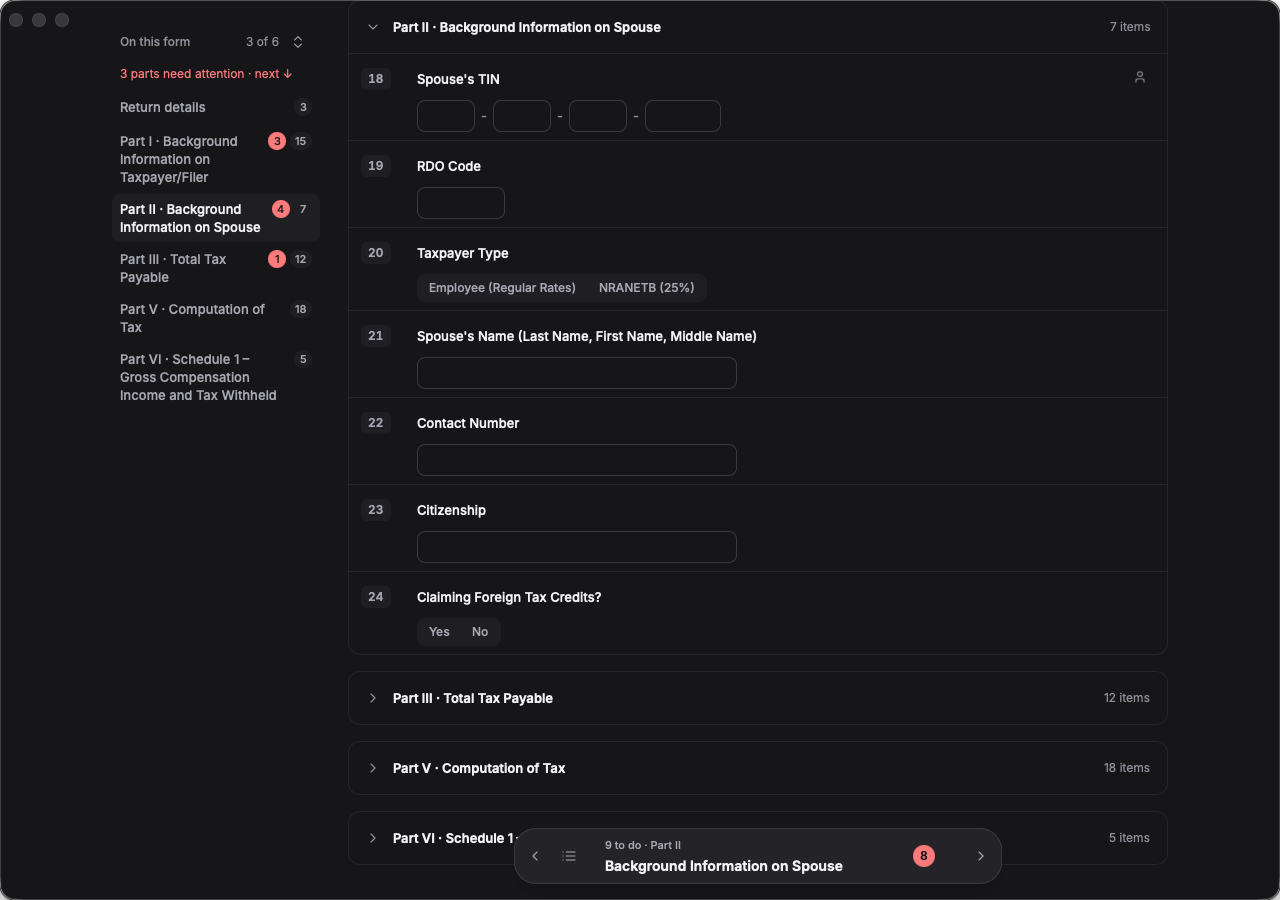 On this form 3 of 6
3 parts need attention · next ↓
Return details 3
Part I · Background 3 15
Information on
Taxpayer/Filer
Part II · Background 4 7
Information on Spouse
Part III · Total Tax 1 12
Payable
Part V · Computation of 18
Tax
Part VI · Schedule 1 – 5
Gross Compensation
Income and Tax Withheld
Part II · Background Information on Spouse 7 items
18 Spouse's TIN
- - -
19 RDO Code
20 Taxpayer Type
Employee (Regular Rates) NRANETB (25%)
21 Spouse's Name (Last Name, First Name, Middle Name)
22 Contact Number
23 Citizenship
24 Claiming Foreign Tax Credits?
Yes No
Part III · Total Tax Payable 12 items
Part V · Computation of Tax 18 items
Part VI · Schedule 1 5 items
9 to do · Part II
Background Information on Spouse 8